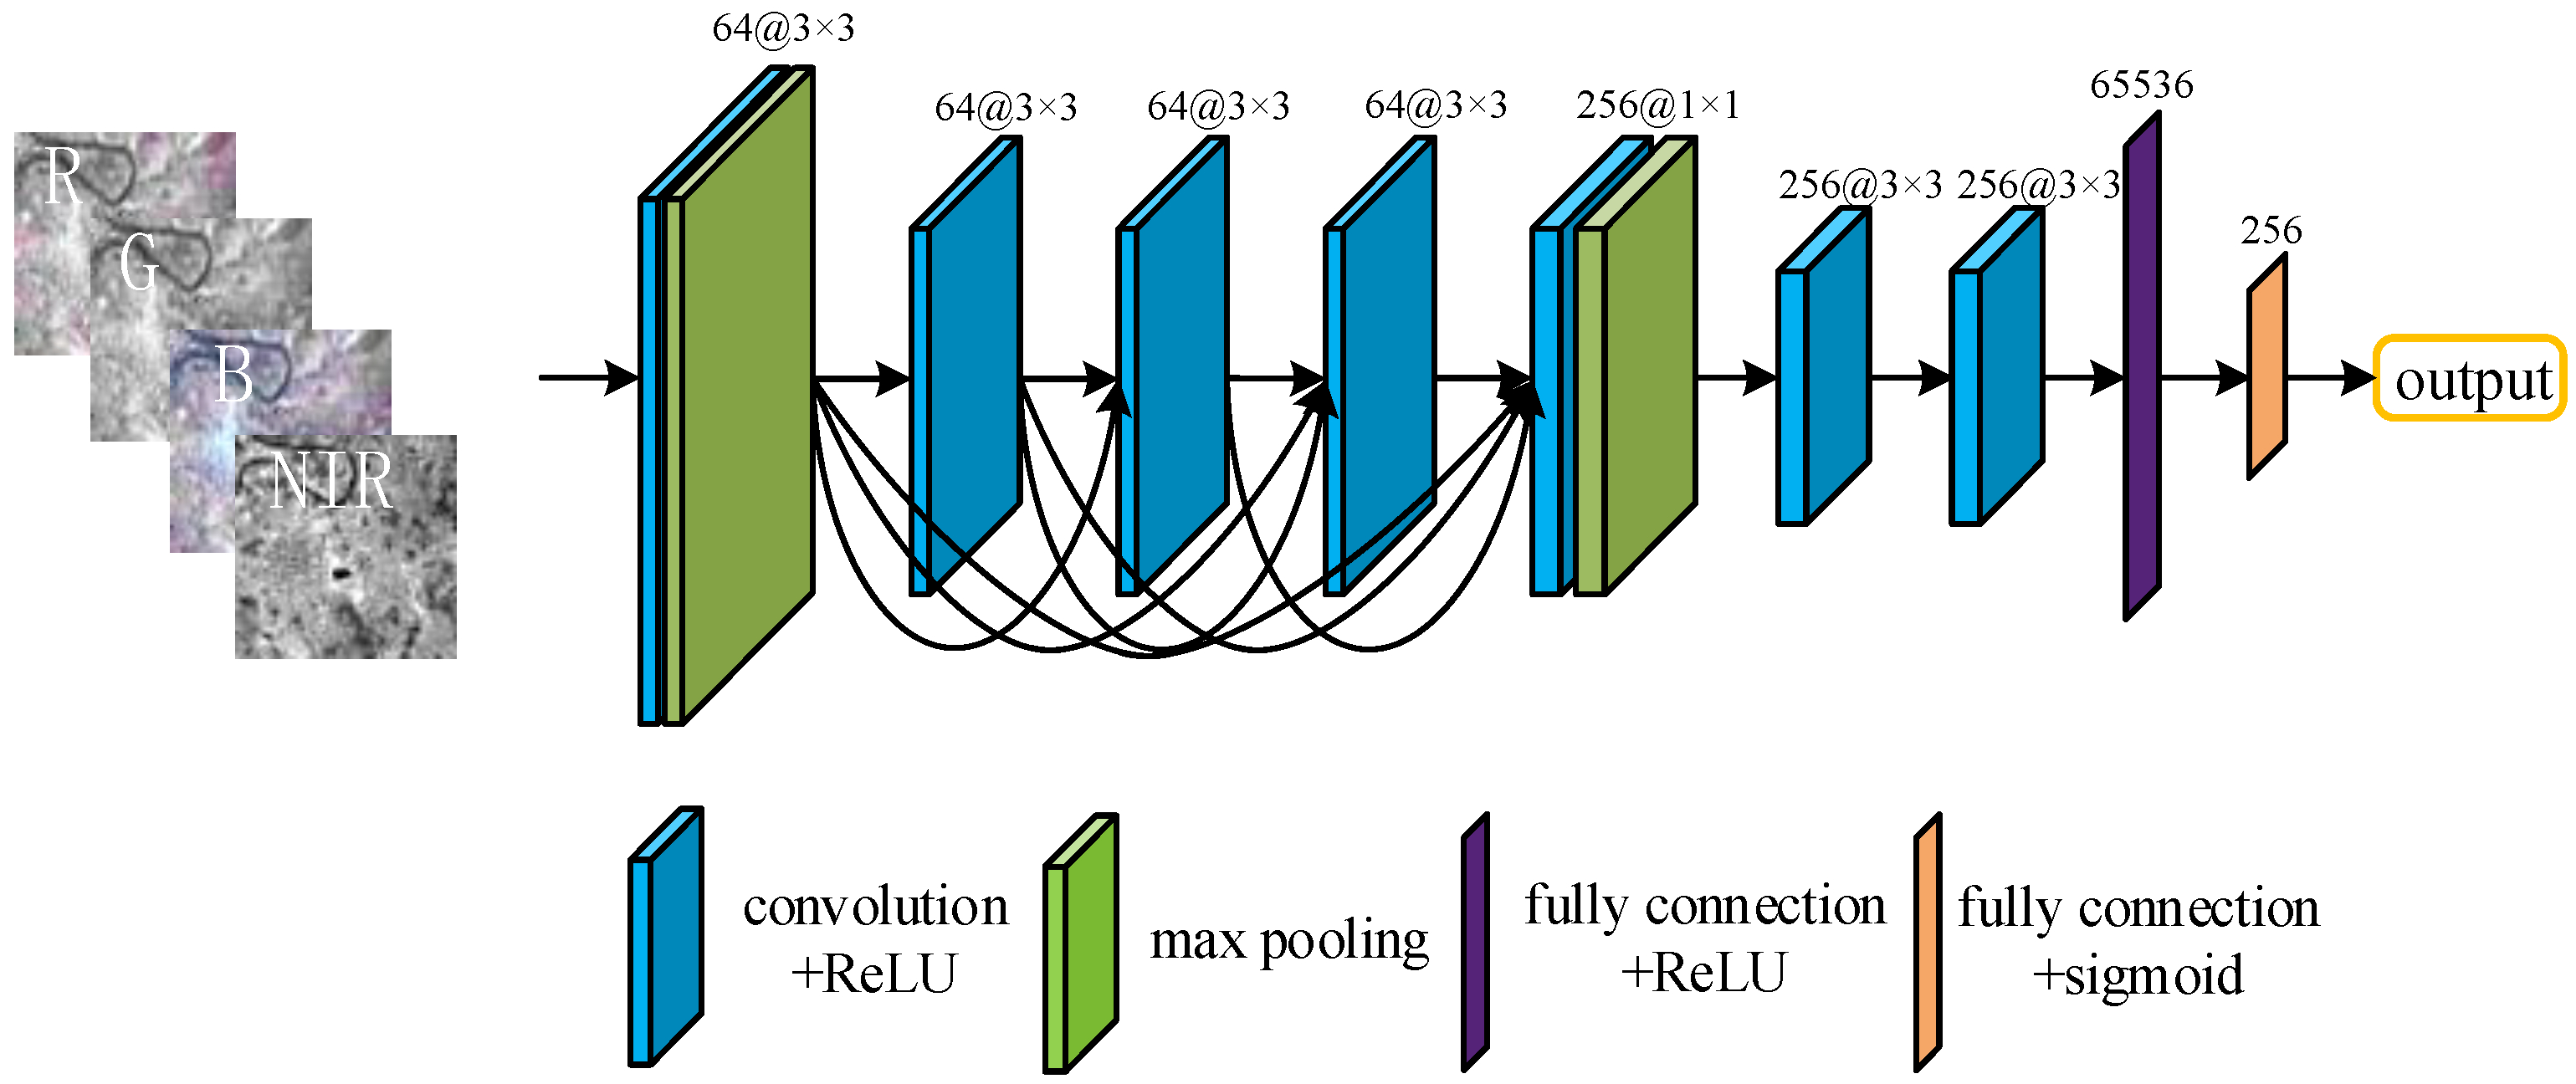 64@3×3
64@3×3
64@3×3
64@3×3
256@1×1
256@3×3
256@3×3
65536
256
R
G
B
NIR
output
convolution
+ReLU
max pooling
fully connection
+ReLU
fully connection
+sigmoid